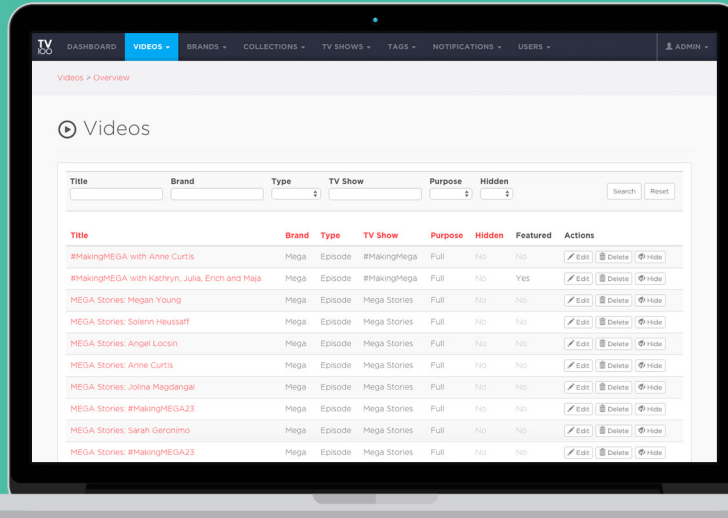 TV 100 DASHBOARD VIDEOS BRANDS COLLECTIONS TV SHOWS TAGS NOTIFICATIONS USERS ADMIN
Videos > Overview
Videos
Title Brand Type TV Show Purpose Hidden
Search Reset
Title Brand Type TV Show Purpose Hidden Featured Actions
#MakingMEGA with Anne Curtis Mega Episode #MakingMega Full No No Edit Delete Hide
#MakingMEGA with Kathryn, Julia, Erich and Maja Mega Episode #MakingMega Full No Yes Edit Delete Hide
MEGA Stories: Megan Young Mega Episode Mega Stories Full No No Edit Delete Hide
MEGA Stories: Solenn Heussaff Mega Episode Mega Stories Full No No Edit Delete Hide
MEGA Stories: Angel Locsin Mega Episode Mega Stories Full No No Edit Delete Hide
MEGA Stories: Anne Curtis Mega Episode Mega Stories Full No No Edit Delete Hide
MEGA Stories: Jolina Magdangal Mega Episode Mega Stories Full No No Edit Delete Hide
MEGA Stories: #MakingMEGA23 Mega Episode Mega Stories Full No No Edit Delete Hide
MEGA Stories: Sarah Geronimo Mega Episode Mega Stories Full No No Edit Delete Hide
MEGA Stories: #MakingMEGA23 Mega Episode Mega Stories Full No No Edit Delete Hide